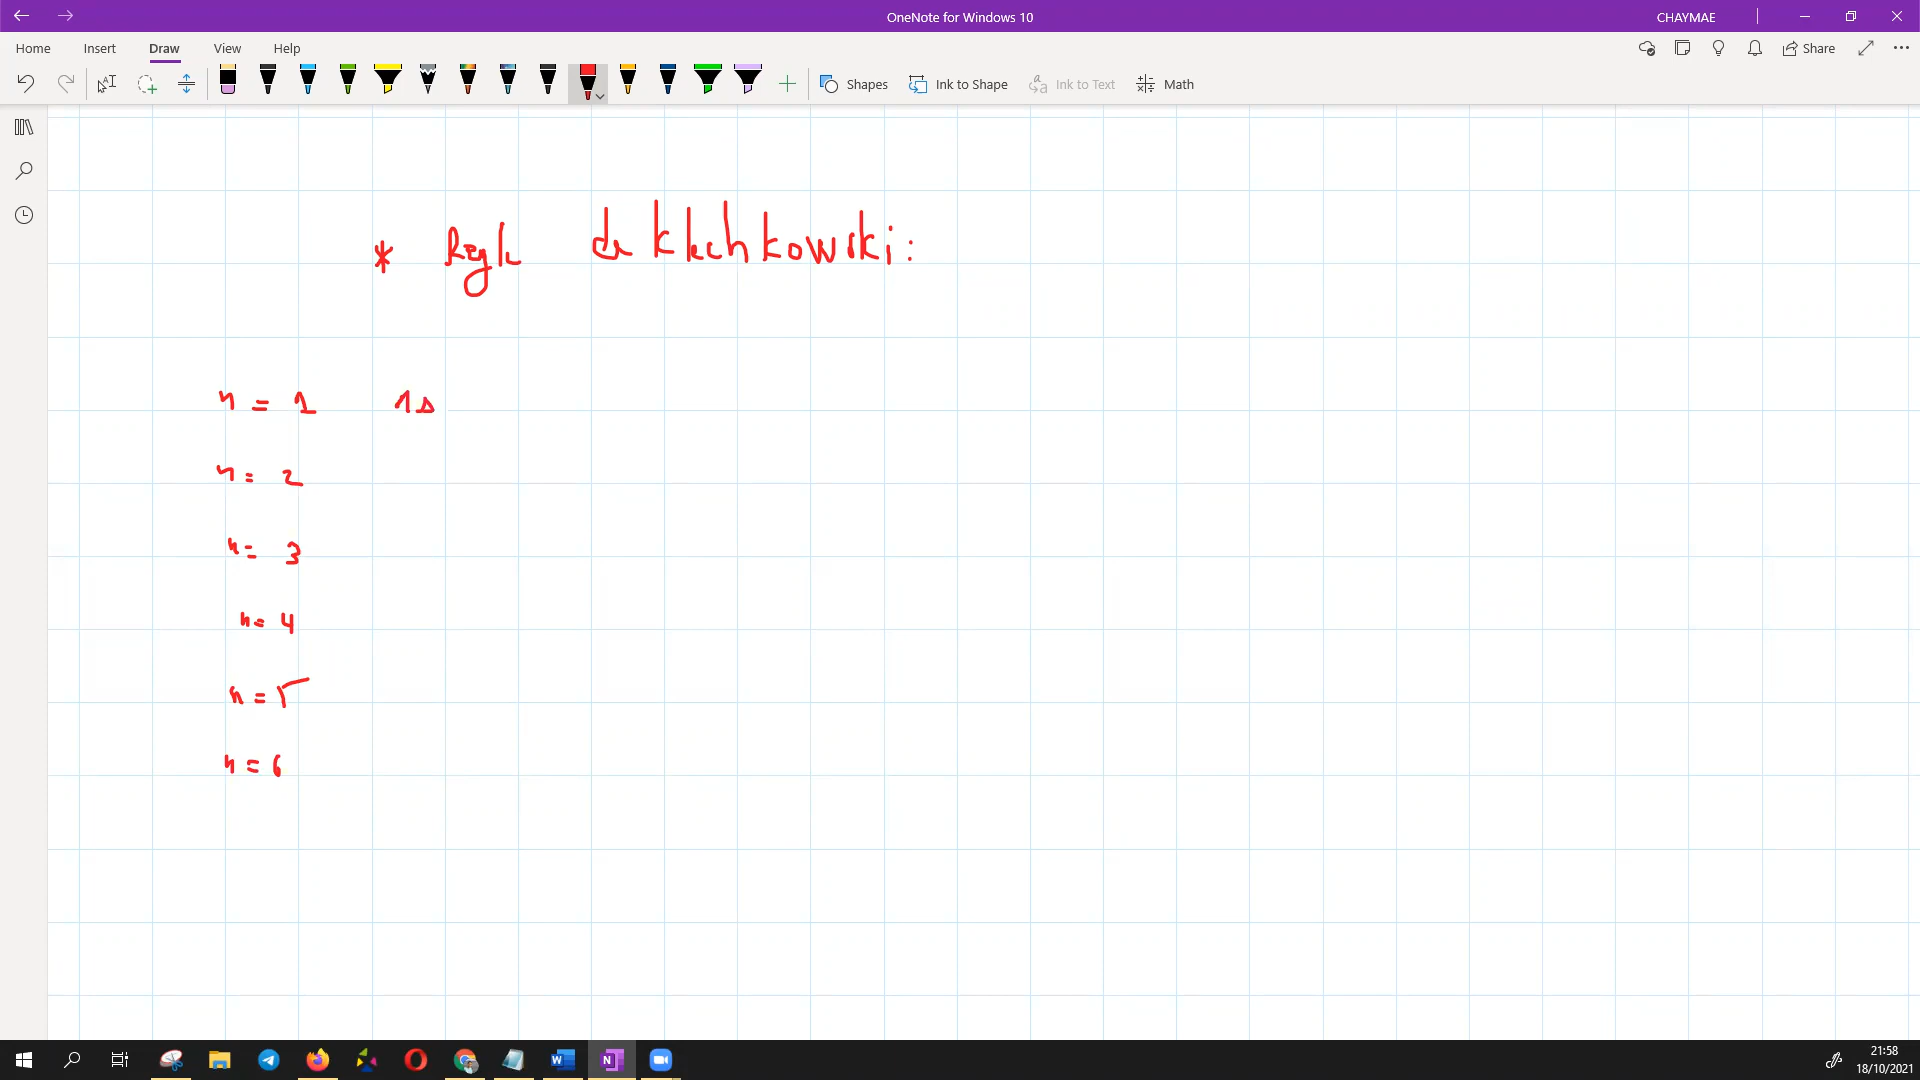 OneNote for Windows 10
CHAYMAE
Home Insert Draw View Help
Share
Shapes Ink to Shape Ink to Text Math
* Regle de klechkowski:
n = 1 1s
n = 2
n = 3
n = 4
n = 5
n = 6
21:58
18/10/2021